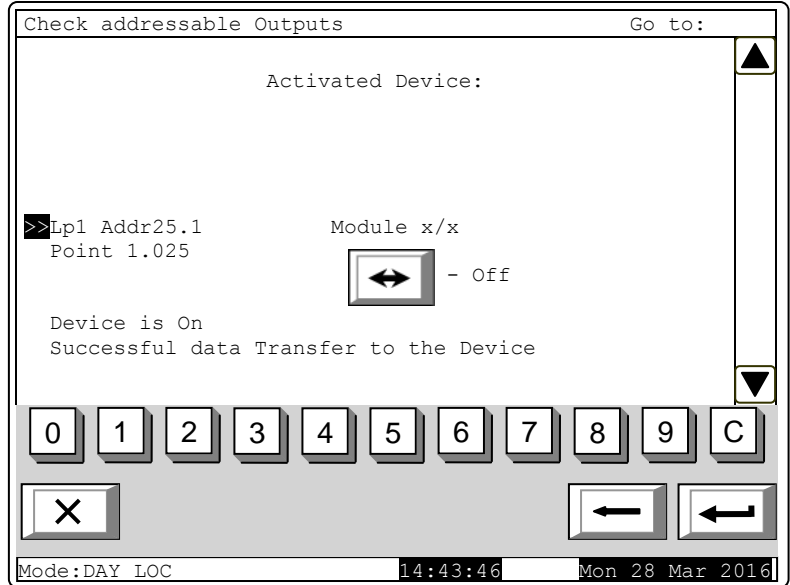 Check addressable Outputs Go to:
Activated Device:
>>Lp1 Addr25.1 Module x/x
Point 1.025
- Off
Device is On
Successful data Transfer to the Device
0 1 2 3 4 5 6 7 8 9 C
Mode:DAY LOC 14:43:46 Mon 28 Mar 2016